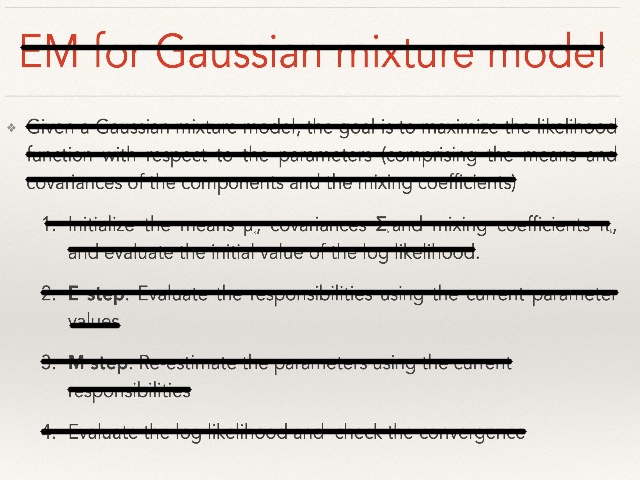 EM for Gaussian mixture model
Given a Gaussian mixture model, the goal is to maximize the likelihood
function with respect to the parameters (comprising the means and
covariances of the components and the mixing coefficients)
1. Initialize the means μ, covariances Σ and mixing coefficients π,
and evaluate the initial value of the log likelihood.
2. E step. Evaluate the responsibilities using the current parameter
values
3. M step. Re-estimate the parameters using the current
responsibilities
4. Evaluate the log likelihood and check the convergence